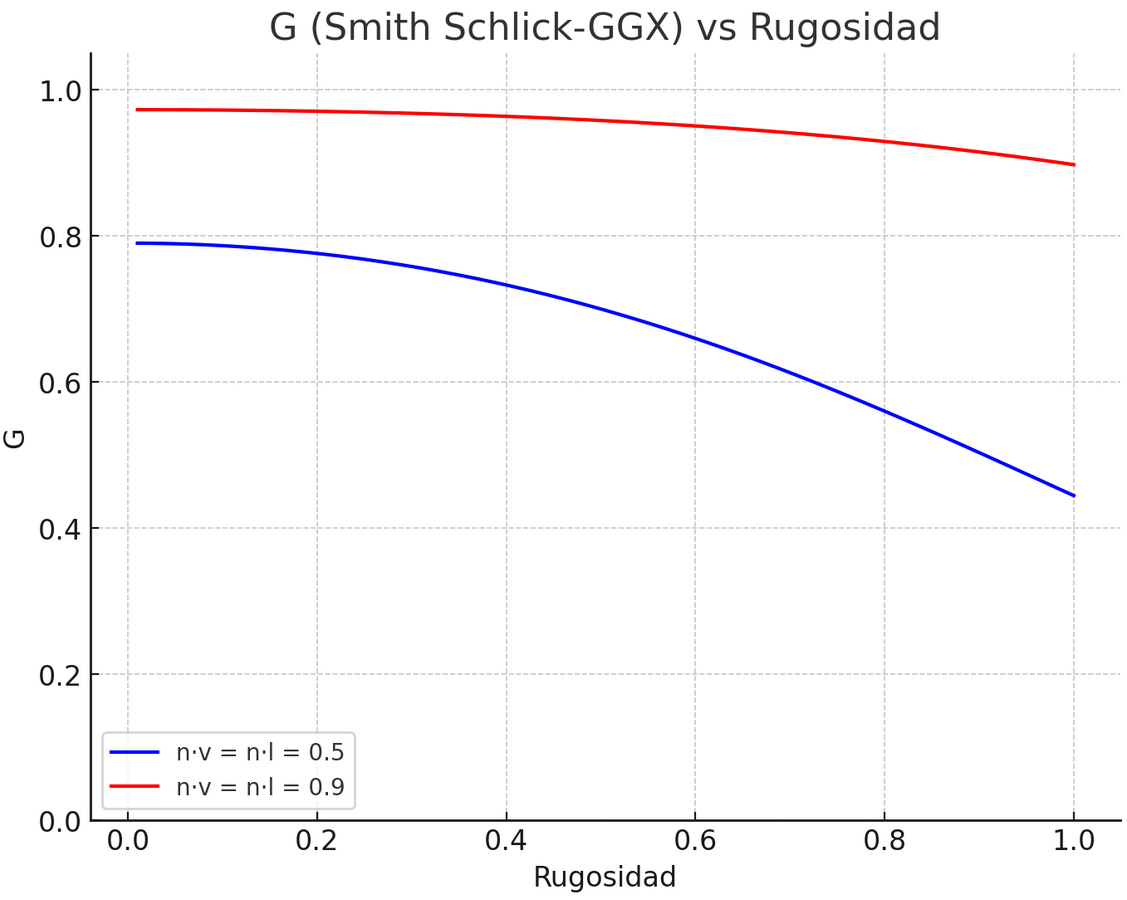 G (Smith Schlick-GGX) vs Rugosidad
1.0
0.8
0.6
0.4
0.2
0.0
G
n·v = n·l = 0.5
n·v = n·l = 0.9
0.0 0.2 0.4 0.6 0.8 1.0
Rugosidad